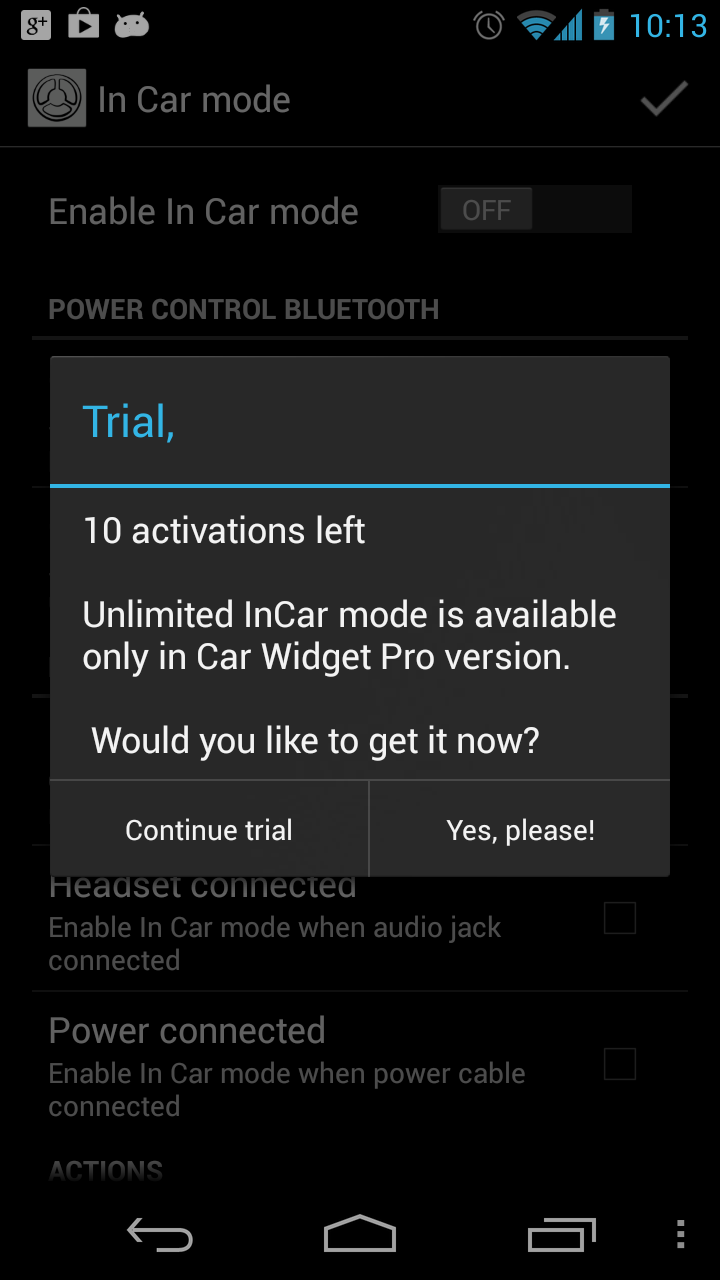 g+
10:13
In Car mode
Enable In Car mode
OFF
POWER CONTROL BLUETOOTH
Trial,
10 activations left
Unlimited InCar mode is available
only in Car Widget Pro version.
Would you like to get it now?
Continue trial
Yes, please!
Headset connected
Enable In Car mode when audio jack
connected
Power connected
Enable In Car mode when power cable
connected
ACTIONS